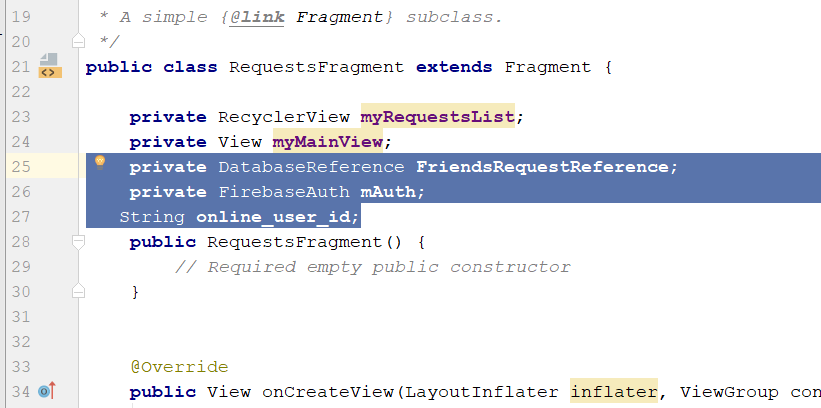 19 * A simple {@link Fragment} subclass.
20 */
21 <> public class RequestsFragment extends Fragment {
22
23 private RecyclerView myRequestsList;
24 private View myMainView;
25 private DatabaseReference FriendsRequestReference;
26 private FirebaseAuth mAuth;
27 String online_user_id;
28 public RequestsFragment() {
29 // Required empty public constructor
30 }
31
32
33 @Override
34 public View onCreateView(LayoutInflater inflater, ViewGroup con